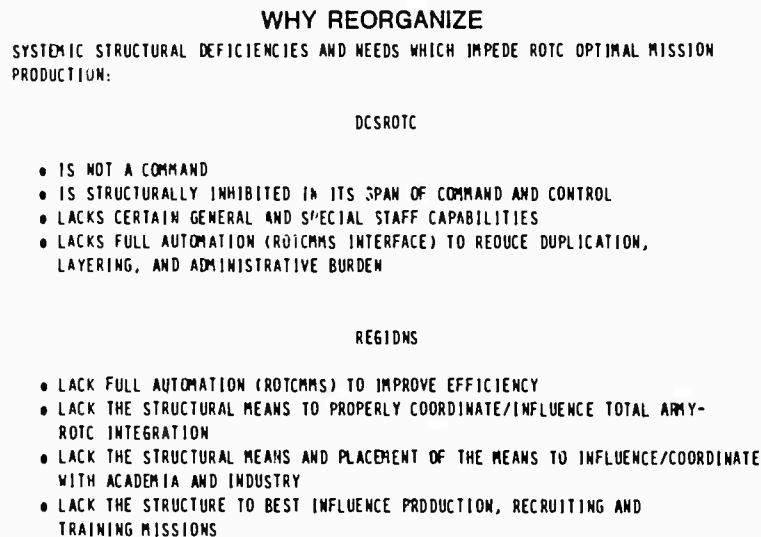 WHY REORGANIZE
SYSTEMIC STRUCTURAL DEFICIENCIES AND NEEDS WHICH IMPEDE ROTC OPTIMAL MISSION
PRODUCTION:
DCSROTC
• IS NOT A COMMAND
• IS STRUCTURALLY INHIBITED IN ITS SPAN OF COMMAND AND CONTROL
• LACKS CERTAIN GENERAL AND SPECIAL STAFF CAPABILITIES
• LACKS FULL AUTOMATION (ROTCMMS INTERFACE) TO REDUCE DUPLICATION,
LAYERING, AND ADMINISTRATIVE BURDEN
REGIONS
• LACK FULL AUTOMATION (ROTCMMS) TO IMPROVE EFFICIENCY
• LACK THE STRUCTURAL MEANS TO PROPERLY COORDINATE/INFLUENCE TOTAL ARMY-
ROTC INTEGRATION
• LACK THE STRUCTURAL MEANS AND PLACEMENT OF THE MEANS TO INFLUENCE/COORDINATE
WITH ACADEMIA AND INDUSTRY
• LACK THE STRUCTURE TO BEST INFLUENCE PRODUCTION, RECRUITING AND
TRAINING MISSIONS